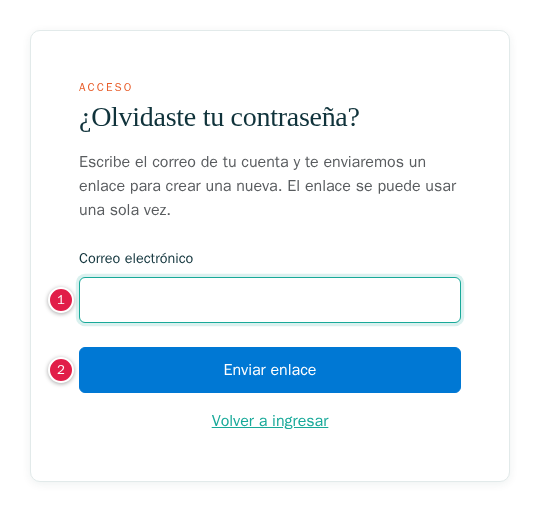 ACCESO
¿Olvidaste tu contraseña?
Escribe el correo de tu cuenta y te enviaremos un
enlace para crear una nueva. El enlace se puede usar
una sola vez.
Correo electrónico
1
2
Enviar enlace
Volver a ingresar